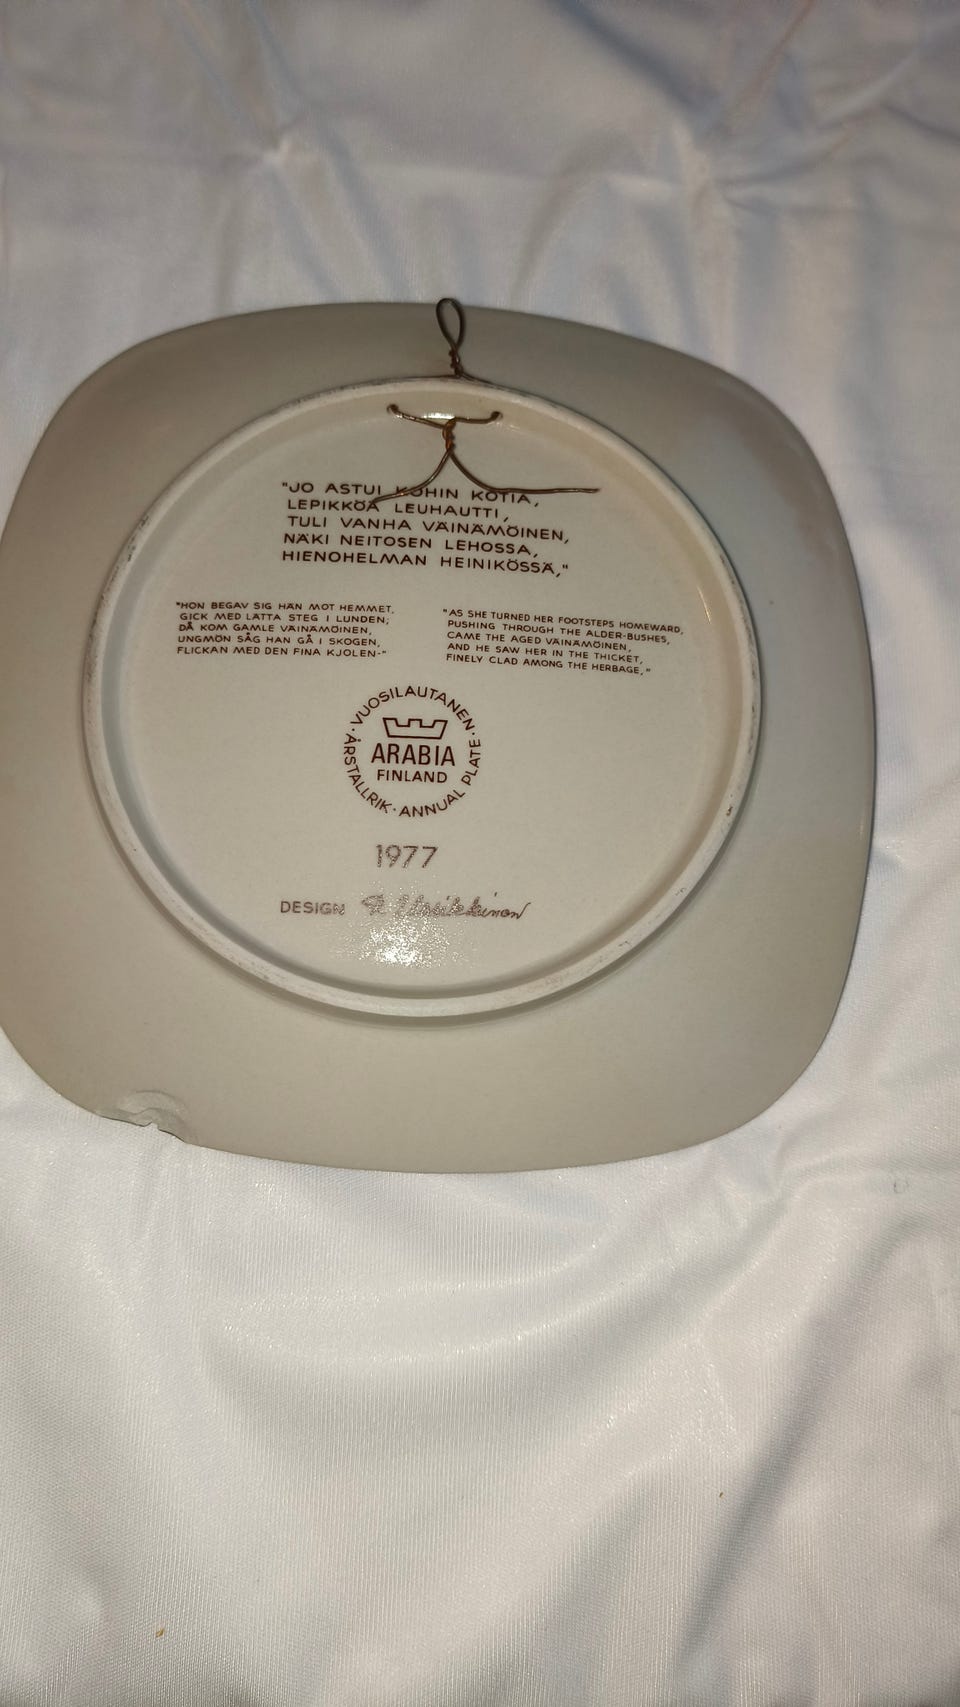 "JO ASTUI KOHIN KOTIA,
LEPIKKÖÄ LEUHAUTTI,
TULI VANHA VÄINÄMÖINEN,
NÄKI NEITOSEN LEHOSSA,
HIENOHELMAN HEINIKÖSSÄ,"
"HON BEGAV SIG HÄN MOT HEMMET,
GICK MED LÄTTA STEG I LUNDEN;
DÅ KOM GAMLE VÄINÄMÖINEN,
UNGMÖN SÅG HAN GÅ I SKOGEN,
FLICKAN MED DEN FINA KJOLEN-"
"AS SHE TURNED HER FOOTSTEPS HOMEWARD,
PUSHING THROUGH THE ALDER-BUSHES,
CAME THE AGED VÄINÄMÖINEN,
AND HE SAW HER IN THE THICKET,
FINELY CLAD AMONG THE HERBAGE,"
· VUOSILAUTANEN ·
ARABIA
FINLAND
ÅRSTALLRIK · ANNUAL PLATE
1977
DESIGN R. Uosikkinen